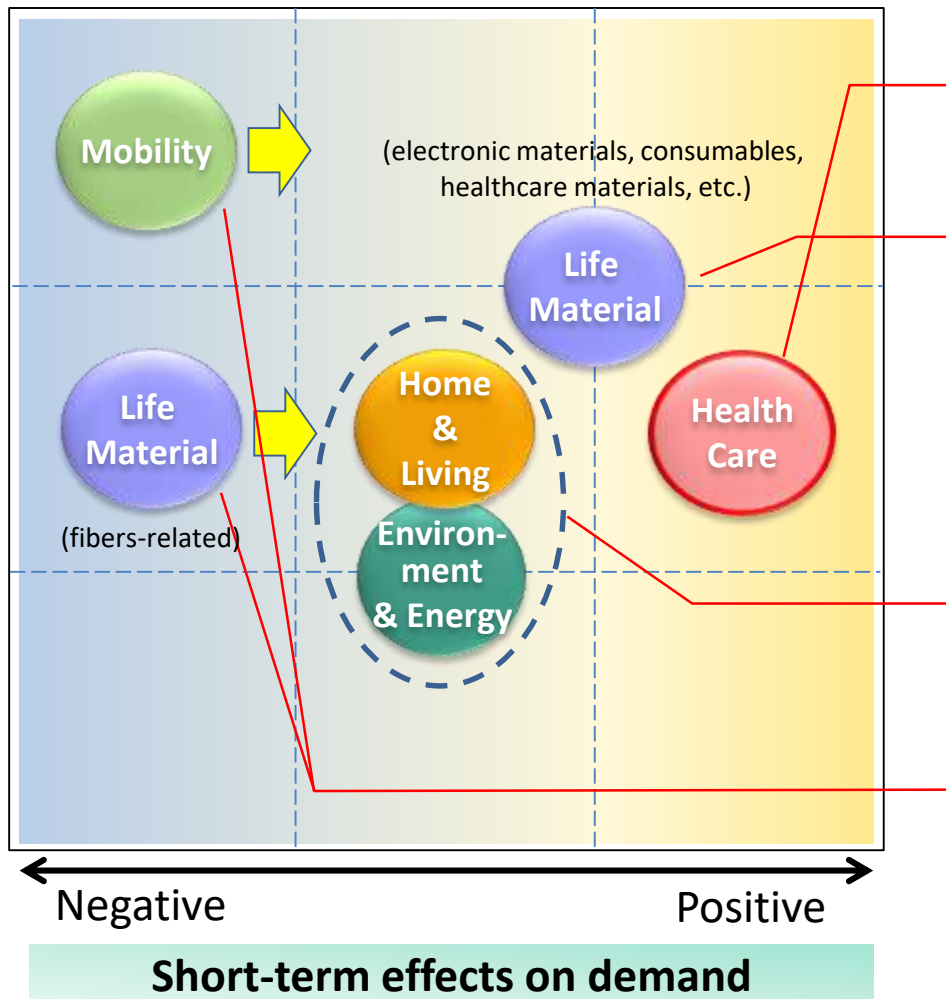 Mobility
(electronic materials, consumables,
healthcare materials, etc.)
Life
Material
Life
Material
(fibers-related)
Home
&
Living
Health
Care
Environ-
ment
& Energy
Negative
Positive
Short-term effects on demand